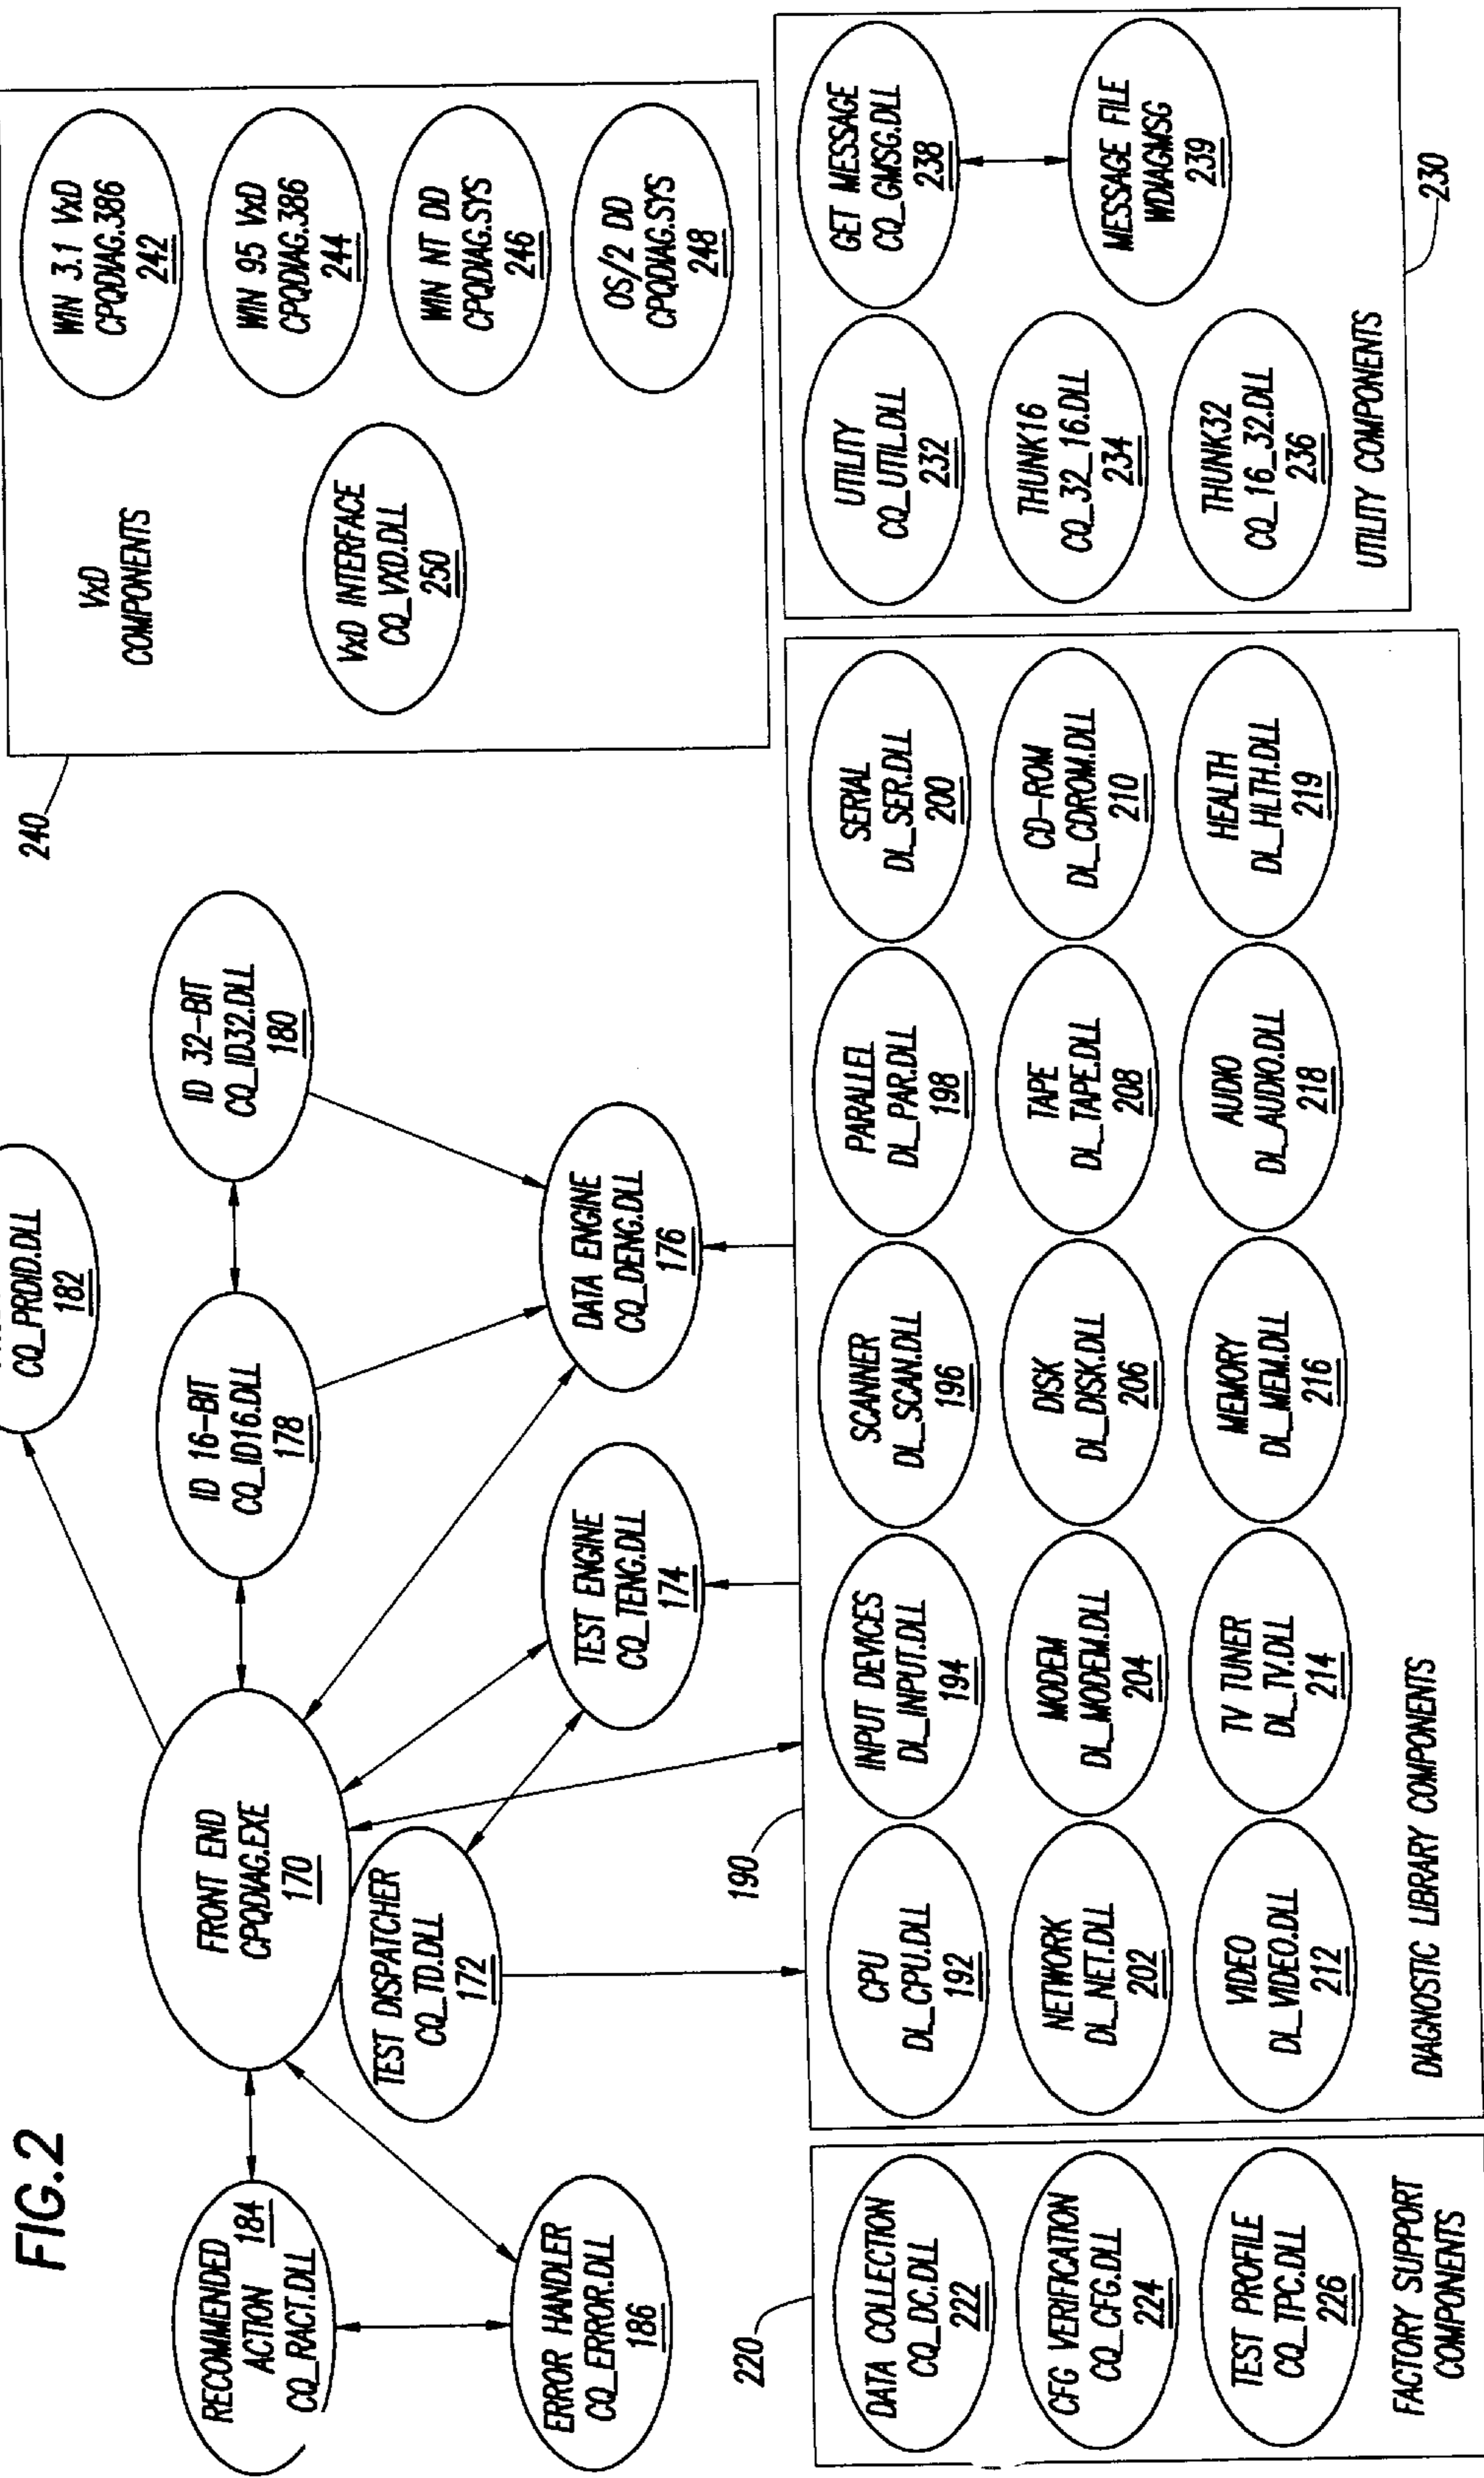 FIG.2
CQ_PRDID.DLL
182
RECOMMENDED
ACTION 184
CQ_RACT.DLL
FRONT END
CPQDIAG.EXE
170
ID 16-BIT
CQ_ID16.DLL
178
ID 32-BIT
CQ_ID32.DLL
180
ERROR HANDLER
CQ_ERROR.DLL
186
TEST DISPATCHER
CQ_TD.DLL
172
TEST ENGINE
CQ_TENG.DLL
174
DATA ENGINE
CQ_DENG.DLL
176
240
VxD
COMPONENTS
WIN 3.1 VxD
CPQDIAG.386
242
WIN 95 VxD
CPQDIAG.386
244
VxD INTERFACE
CQ_VXD.DLL
250
WIN NT DD
CPQDIAG.SYS
246
OS/2 DD
CPQDIAG.SYS
248
220
DATA COLLECTION
CQ_DC.DLL
222
CFG VERIFICATION
CQ_CFG.DLL
224
TEST PROFILE
CQ_TPC.DLL
226
FACTORY SUPPORT
COMPONENTS
190
CPU
DL_CPU.DLL
192
INPUT DEVICES
DL_INPUT.DLL
194
SCANNER
DL_SCAN.DLL
196
PARALLEL
DL_PAR.DLL
198
SERIAL
DL_SER.DLL
200
NETWORK
DL_NET.DLL
202
MODEM
DL_MODEM.DLL
204
DISK
DL_DISK.DLL
206
TAPE
DL_TAPE.DLL
208
CD-ROM
DL_CDROM.DLL
210
VIDEO
DL_VIDEO.DLL
212
TV TUNER
DL_TV.DLL
214
MEMORY
DL_MEM.DLL
216
AUDIO
DL_AUDIO.DLL
218
HEALTH
DL_HLTH.DLL
219
DIAGNOSTIC LIBRARY COMPONENTS
UTILITY
CQ_UTIL.DLL
232
GET MESSAGE
CQ_GMSG.DLL
238
THUNK16
CQ_32_16.DLL
234
MESSAGE FILE
WDIAGMSG
239
THUNK32
CQ_16_32.DLL
236
UTILITY COMPONENTS
230